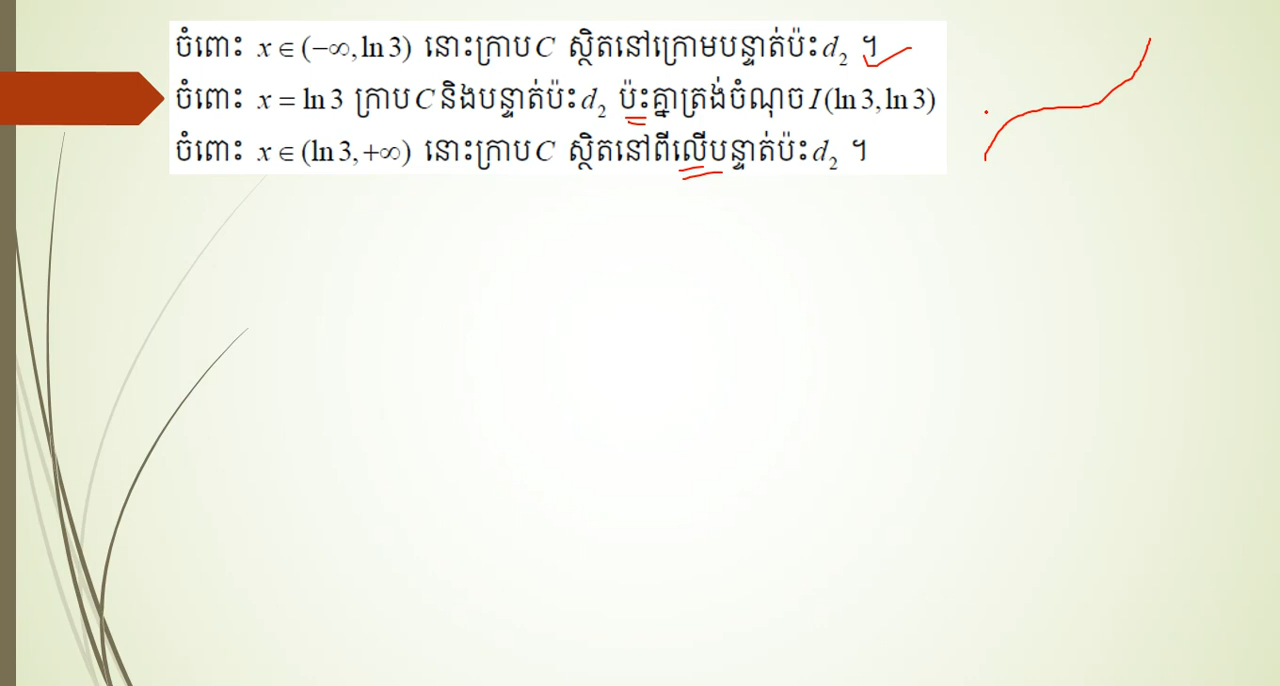 ចំពោះ x ∈ (−∞, ln 3) នោះក្រាប C ស្ថិតនៅក្រោមបន្ទាត់ប៉ះ d₂ ។
ចំពោះ x = ln 3 ក្រាប C និងបន្ទាត់ប៉ះ d₂ ប៉ះគ្នាត្រង់ចំណុច I (ln 3, ln 3)
ចំពោះ x ∈ (ln 3, +∞) នោះក្រាប C ស្ថិតនៅពីលើបន្ទាត់ប៉ះ d₂ ។